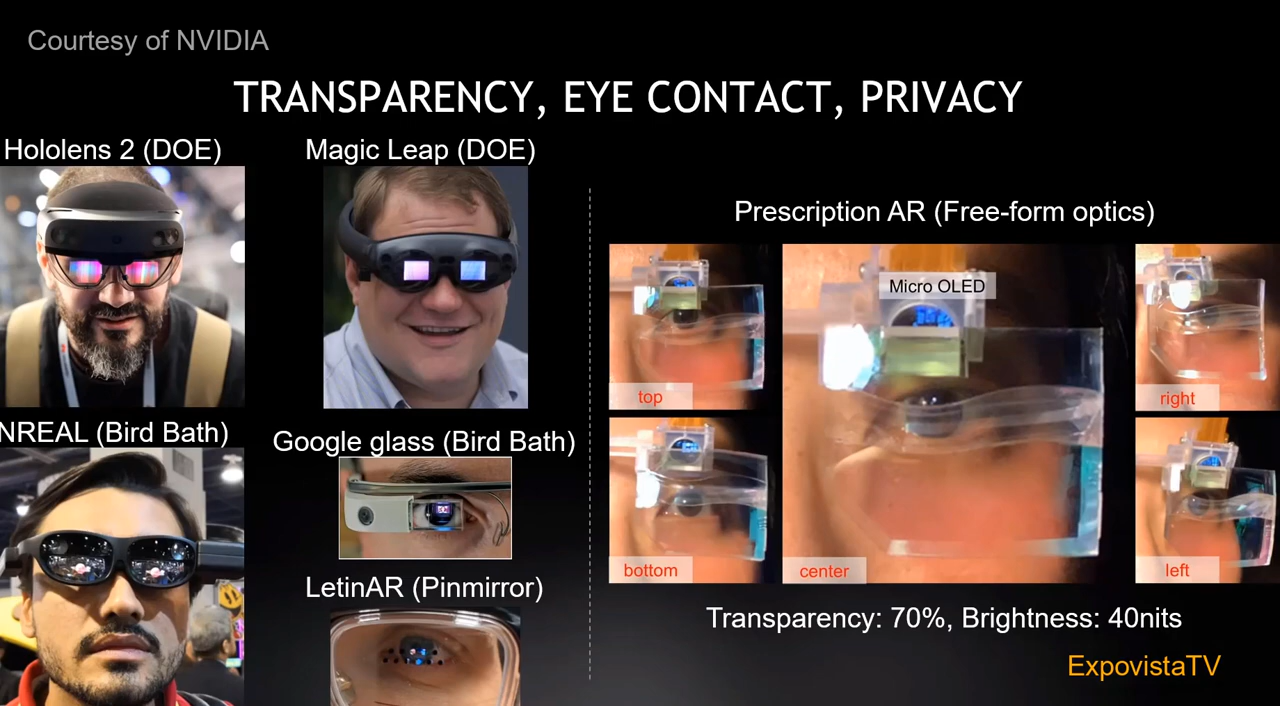 Courtesy of NVIDIA
TRANSPARENCY, EYE CONTACT, PRIVACY
Hololens 2 (DOE)
Magic Leap (DOE)
NREAL (Bird Bath)
Google glass (Bird Bath)
LetinAR (Pinmirror)
Prescription AR (Free-form optics)
Micro OLED
top
right
bottom
center
left
Transparency: 70%, Brightness: 40nits
ExpovistaTV